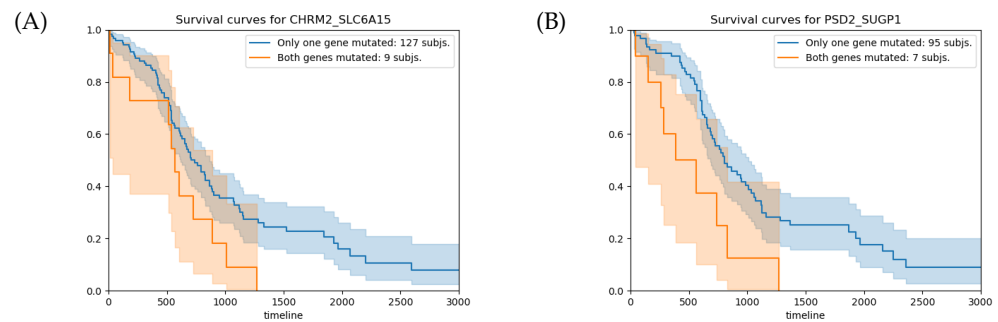 (A)
Survival curves for CHRM2_SLC6A15
Only one gene mutated: 127 subjs.
Both genes mutated: 9 subjs.
1.0
0.8
0.6
0.4
0.2
0.0
0 500 1000 1500 2000 2500 3000
timeline
(B)
Survival curves for PSD2_SUGP1
Only one gene mutated: 95 subjs.
Both genes mutated: 7 subjs.
1.0
0.8
0.6
0.4
0.2
0.0
0 500 1000 1500 2000 2500 3000
timeline